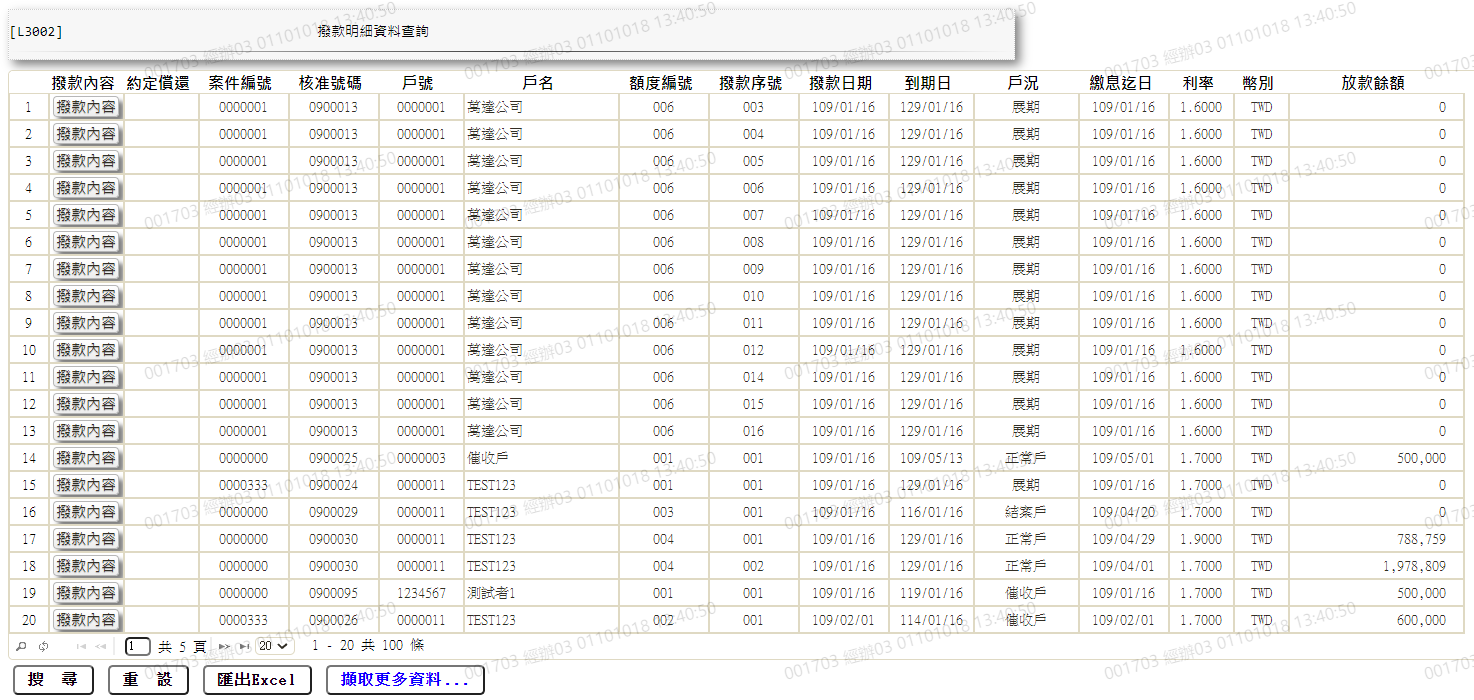 [L3002] 撥款明細資料查詢
撥款內容 約定償還 案件編號 核准號碼 戶號 戶名 額度編號 撥款序號 撥款日期 到期日 戶況 繳息迄日 利率 幣別 放款餘額
1 撥款內容 0000001 0900013 0000001 萬達公司 006 003 109/01/16 129/01/16 展期 109/01/16 1.6000 TWD 0
2 撥款內容 0000001 0900013 0000001 萬達公司 006 004 109/01/16 129/01/16 展期 109/01/16 1.6000 TWD 0
3 撥款內容 0000001 0900013 0000001 萬達公司 006 005 109/01/16 129/01/16 展期 109/01/16 1.6000 TWD 0
4 撥款內容 0000001 0900013 0000001 萬達公司 006 006 109/01/16 129/01/16 展期 109/01/16 1.6000 TWD 0
5 撥款內容 0000001 0900013 0000001 萬達公司 006 007 109/01/16 129/01/16 展期 109/01/16 1.6000 TWD 0
6 撥款內容 0000001 0900013 0000001 萬達公司 006 008 109/01/16 129/01/16 展期 109/01/16 1.6000 TWD 0
7 撥款內容 0000001 0900013 0000001 萬達公司 006 009 109/01/16 129/01/16 展期 109/01/16 1.6000 TWD 0
8 撥款內容 0000001 0900013 0000001 萬達公司 006 010 109/01/16 129/01/16 展期 109/01/16 1.6000 TWD 0
9 撥款內容 0000001 0900013 0000001 萬達公司 006 011 109/01/16 129/01/16 展期 109/01/16 1.6000 TWD 0
10 撥款內容 0000001 0900013 0000001 萬達公司 006 012 109/01/16 129/01/16 展期 109/01/16 1.6000 TWD 0
11 撥款內容 0000001 0900013 0000001 萬達公司 006 014 109/01/16 129/01/16 展期 109/01/16 1.6000 TWD 0
12 撥款內容 0000001 0900013 0000001 萬達公司 006 015 109/01/16 129/01/16 展期 109/01/16 1.6000 TWD 0
13 撥款內容 0000001 0900013 0000001 萬達公司 006 016 109/01/16 129/01/16 展期 109/01/16 1.6000 TWD 0
14 撥款內容 0000000 0900025 0000003 催收戶 001 001 109/01/16 109/05/13 正常戶 109/05/01 1.7000 TWD 500,000
15 撥款內容 0000333 0900024 0000011 TEST123 001 001 109/01/16 129/01/16 展期 109/01/16 1.7000 TWD 0
16 撥款內容 0000000 0900029 0000011 TEST123 003 001 109/01/16 116/01/16 結案戶 109/04/20 1.7000 TWD 0
17 撥款內容 0000000 0900030 0000011 TEST123 004 001 109/01/16 129/01/16 正常戶 109/04/29 1.9000 TWD 788,759
18 撥款內容 0000000 0900030 0000011 TEST123 004 002 109/01/16 129/01/16 正常戶 109/04/01 1.7000 TWD 1,978,809
19 撥款內容 0000000 0900095 1234567 測試者1 001 001 109/01/16 119/01/16 催收戶 109/01/16 1.7000 TWD 500,000
20 撥款內容 0000333 0900026 0000011 TEST123 002 001 109/02/01 114/01/16 催收戶 109/02/01 1.7000 TWD 600,000
1 共 5 頁 20 1 - 20 共 100 條
搜 尋 重 設 匯出Excel 擷取更多資料...
001703 經辦03 01101018 13:40:50